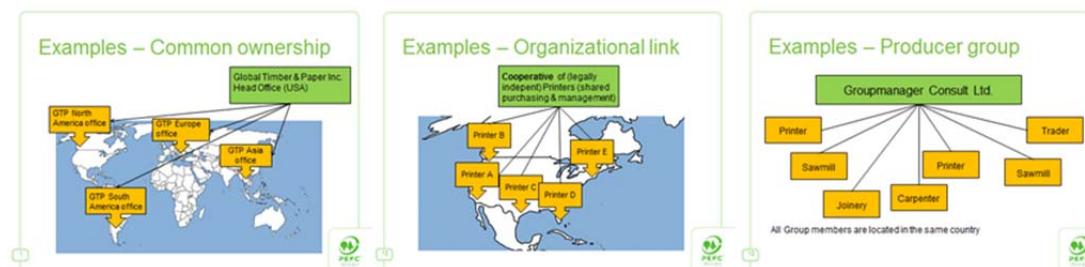 Examples – Common ownership
Global Timber & Paper Inc.
Head Office (USA)
GTP North
America office
GTP Europe
office
GTP Asia
office
GTP South
America office
PEFC
Examples – Organizational link
Cooperative of (legally
indepent) Printers (shared
purchasing & management)
Printer B
Printer E
Printer A
Printer C
Printer D
PEFC
Examples – Producer group
Groupmanager Consult Ltd.
Printer
Trader
Sawmill
Printer
Sawmill
Joinery
Carpenter
All Group members are located in the same country
PEFC